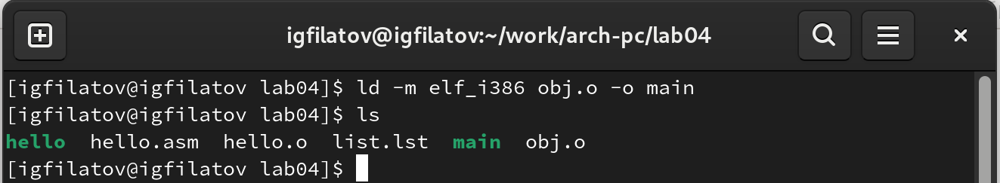 igfilatov@igfilatov:~/work/arch-pc/lab04
[igfilatov@igfilatov lab04]$ ld -m elf_i386 obj.o -o main
[igfilatov@igfilatov lab04]$ ls
hello  hello.asm  hello.o  list.lst  main  obj.o
[igfilatov@igfilatov lab04]$